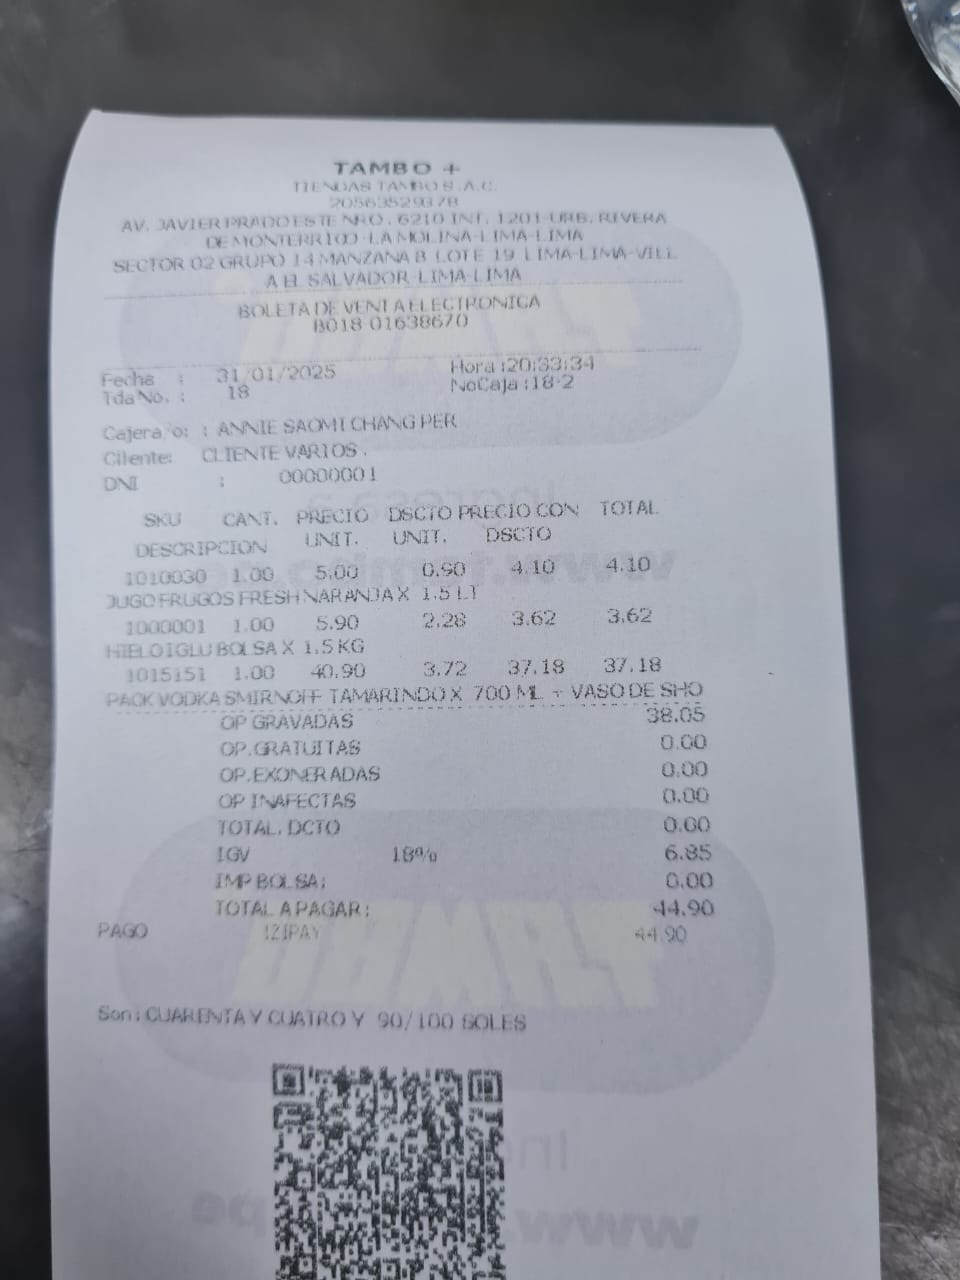 TAMBO +
TIENDAS TAMBO S.A.C.
20563529378
AV. JAVIER PRADO ESTE NRO. 6210 INT. 1201 URB. RIVERA
DE MONTERRICO-LA MOLINA-LIMA-LIMA
SECTOR 02 GRUPO 14 MANZANA B LOTE 19 LIMA-LIMA-VILL
A EL SALVADOR-LIMA-LIMA
BOLETA DE VENTA ELECTRONICA
B018-01638670
Fecha : 31/01/2025 Hora :20:33:34
Tda No. : 18 NoCaja :18-2
Cajera/o: : ANNIE SAOMI CHANG PER
Cliente: CLIENTE VARIOS .
DNI : 00000001
SKU CANT. PRECIO DSCTO PRECIO CON TOTAL
DESCRIPCION UNIT. UNIT. DSCTO
1010030 1.00 5.00 0.90 4.10 4.10
JUGO FRUGOS FRESH NARANJA X 1.5 LT
1000001 1.00 5.90 2.28 3.62 3.62
HIELO IGLU BOLSA X 1.5 KG
1015151 1.00 40.90 3.72 37.18 37.18
PACK VODKA SMIRNOFF TAMARINDO X 700 ML + VASO DE SHO
OP GRAVADAS 38.05
OP.GRATUITAS 0.00
OP.EXONERADAS 0.00
OP INAFECTAS 0.00
TOTAL. DCTO 0.00
IGV 18% 6.85
IMP BOLSA: 0.00
TOTAL A PAGAR: 44.90
PAGO IZIPAY 44.90
Son: CUARENTA Y CUATRO Y 90/100 SOLES